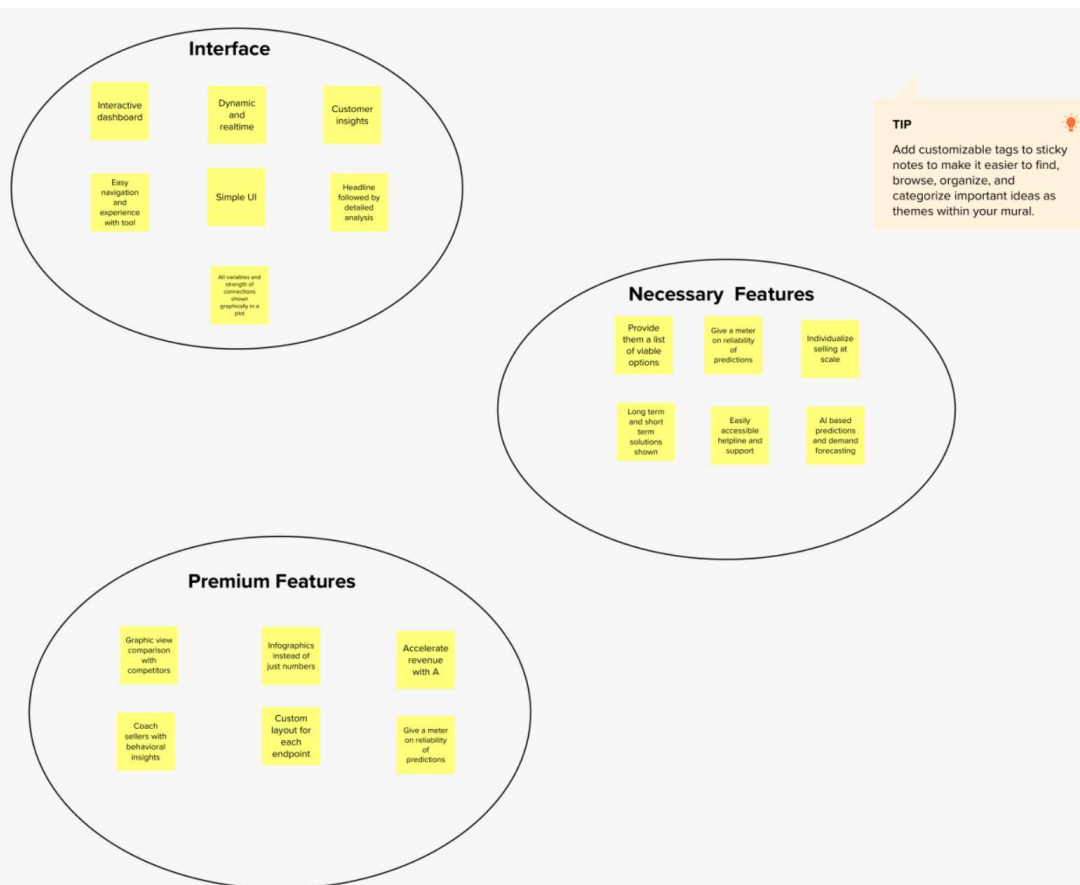 Interface
Interactive
dashboard
Dynamic
and
realtime
Customer
insights
Easy
navigation
and
experience
with tool
Simple UI
Headline
followed by
detailed
analysis
All variables and
strength of
connections
shown
graphically in a
plot
TIP
Add customizable tags to sticky
notes to make it easier to find,
browse, organize, and
categorize important ideas as
themes within your mural.
Necessary Features
Provide
them a list
of viable
options
Give a meter
on reliability
of
predictions
Individualize
selling at
scale
Long term
and short
term
solutions
shown
Easily
accessible
helpline and
support
AI based
predictions
and demand
forecasting
Premium Features
Graphic view
comparison
with
competitors
Infographics
instead of
just numbers
Accelerate
revenue
with A
Coach
sellers with
behavioral
insights
Custom
layout for
each
endpoint
Give a meter
on reliability
of
predictions